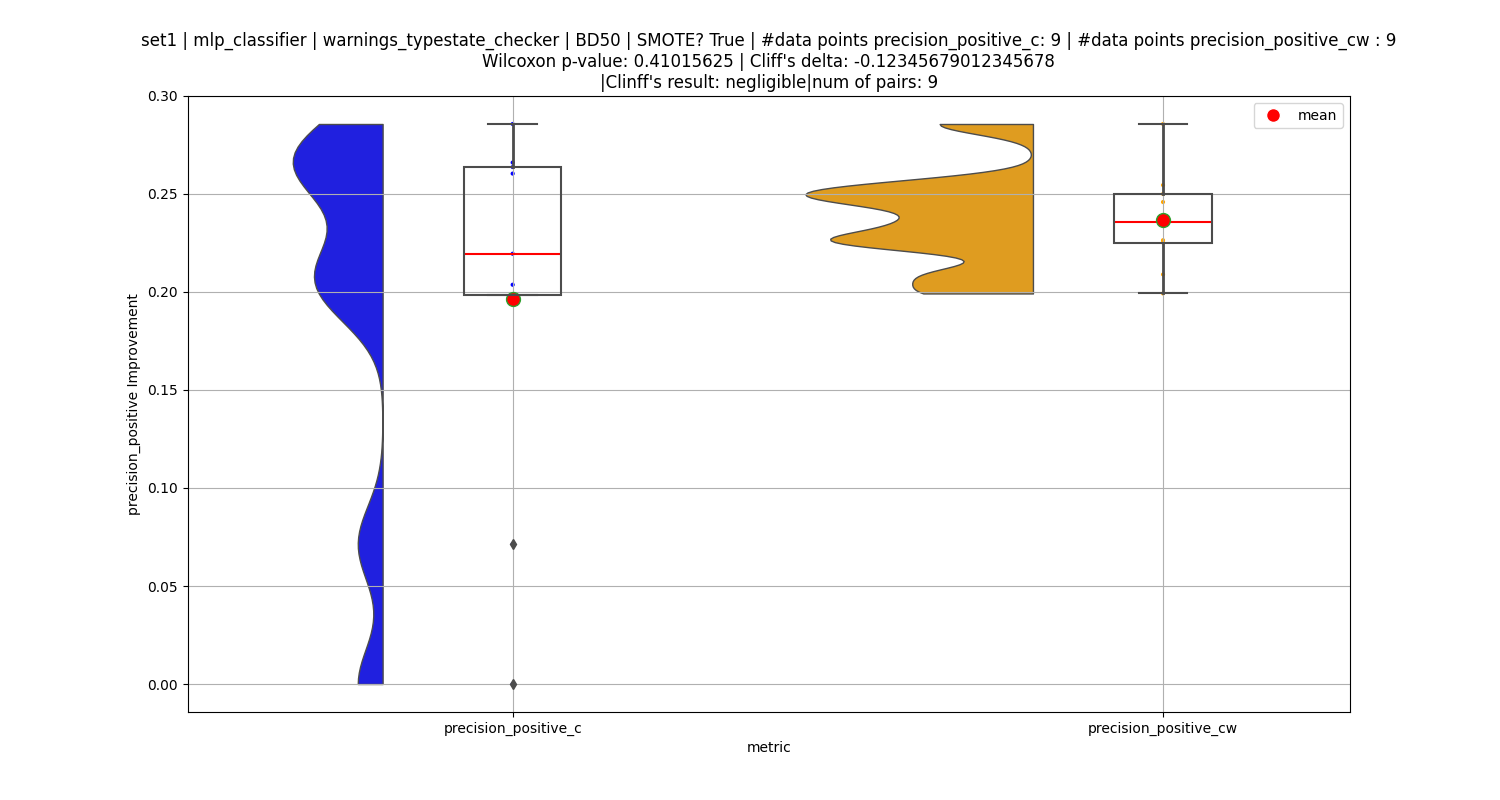 set1 | mlp_classifier | warnings_typestate_checker | BD50 | SMOTE? True | #data points precision_positive_c: 9 | #data points precision_positive_cw : 9
Wilcoxon p-value: 0.41015625 | Cliff's delta: -0.12345679012345678
|Clinff's result: negligible|num of pairs: 9
mean
0.30
0.25
0.20
0.15
0.10
0.05
0.00
precision_positive Improvement
precision_positive_c
precision_positive_cw
metric